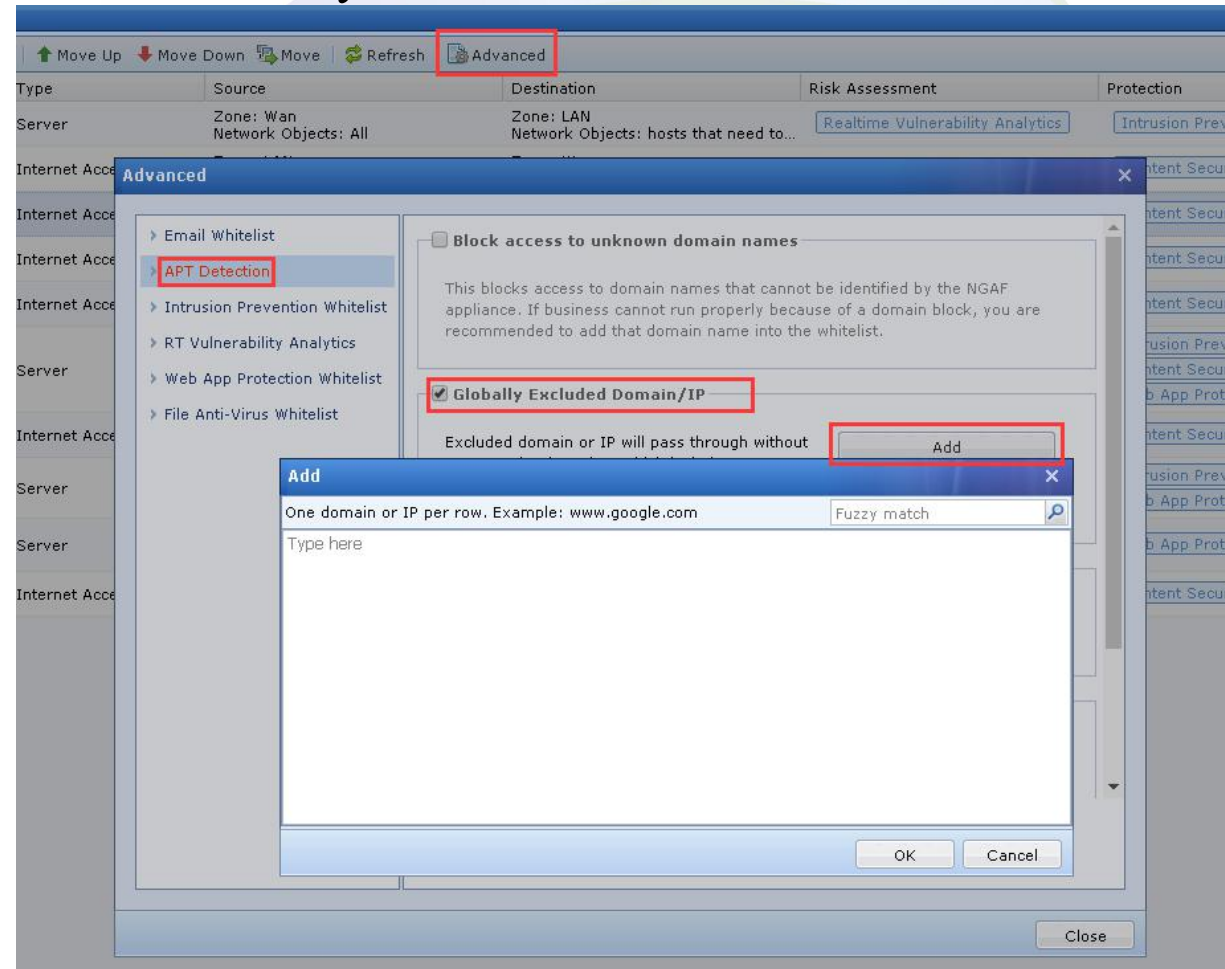 Move Up Move Down Move Refresh Advanced
Type Source Destination Risk Assessment Protection
Server Zone: Wan Zone: LAN Realtime Vulnerability Analytics Intrusion Prev
Network Objects: All Network Objects: hosts that need to...
Internet Acce
Advanced
Internet Acce
Internet Acce
Internet Acce
Server
Internet Acce
Server
Server
Internet Acce
Email Whitelist
APT Detection
Intrusion Prevention Whitelist
RT Vulnerability Analytics
Web App Protection Whitelist
File Anti-Virus Whitelist
Block access to unknown domain names
This blocks access to domain names that cannot be identified by the NGAF
appliance. If business cannot run properly because of a domain block, you are
recommended to add that domain name into the whitelist.
Globally Excluded Domain/IP
Excluded domain or IP will pass through without
Add
Add
One domain or IP per row. Example: www.google.com
Fuzzy match
Type here
OK Cancel
Close
ntent Secu
ntent Secu
ntent Secu
ntent Secu
rusion Prev
ntent Secu
b App Prot
ntent Secu
rusion Prev
b App Prot
b App Prot
ntent Secu